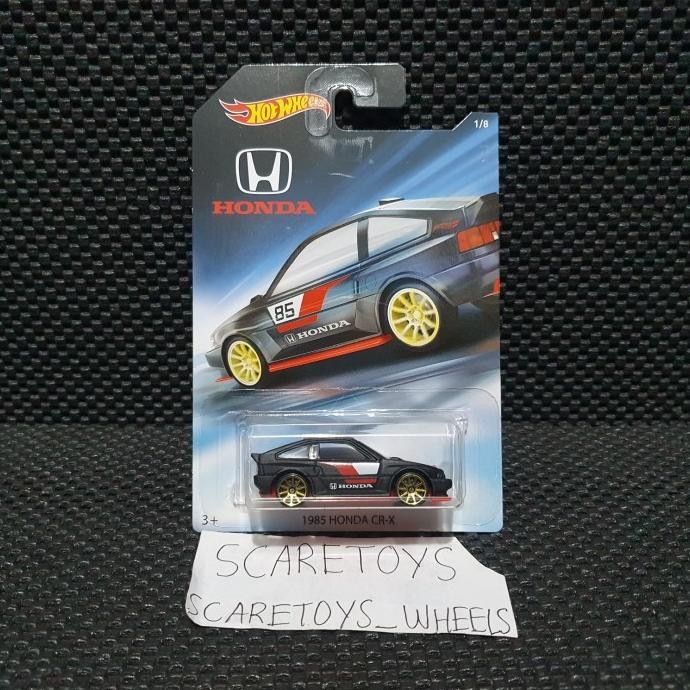 HOT WHEELS
1/8
HONDA
85
HONDA
HONDA
3+
1985 HONDA CR-X
SCARETOYS
SCARETOYS_WHEELS